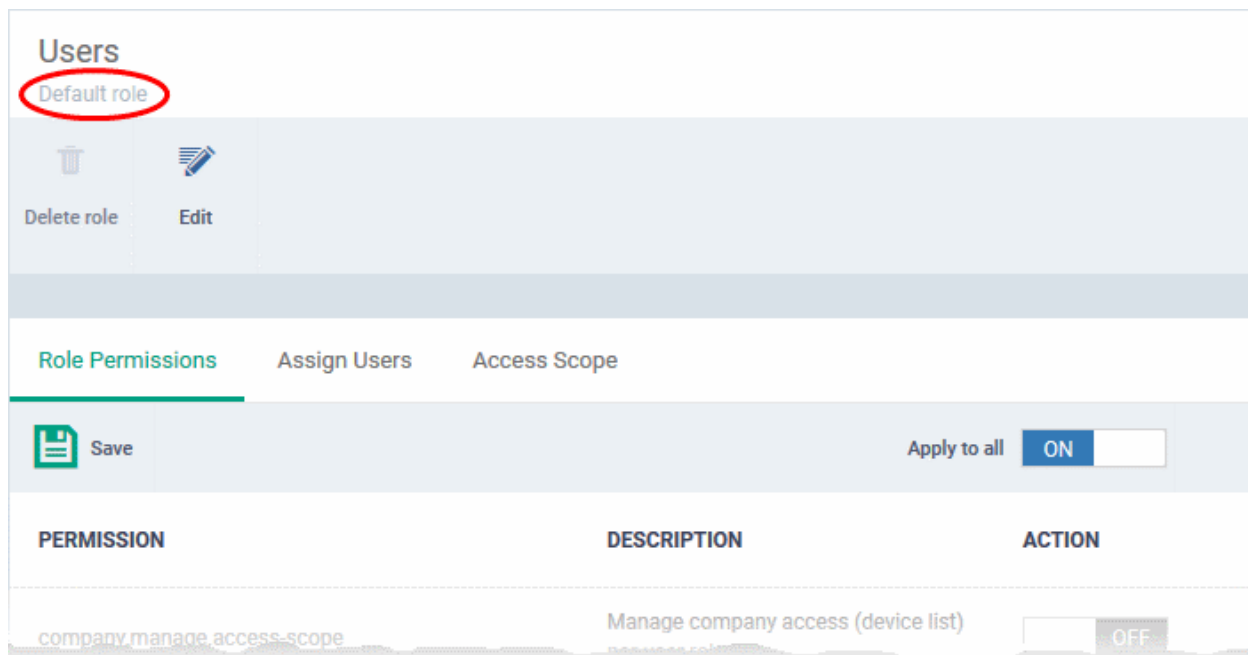 Users
Default role
Delete role Edit
Role Permissions Assign Users Access Scope
Save Apply to all ON
PERMISSION DESCRIPTION ACTION
company.manage.access-scope Manage company access (device list) OFF